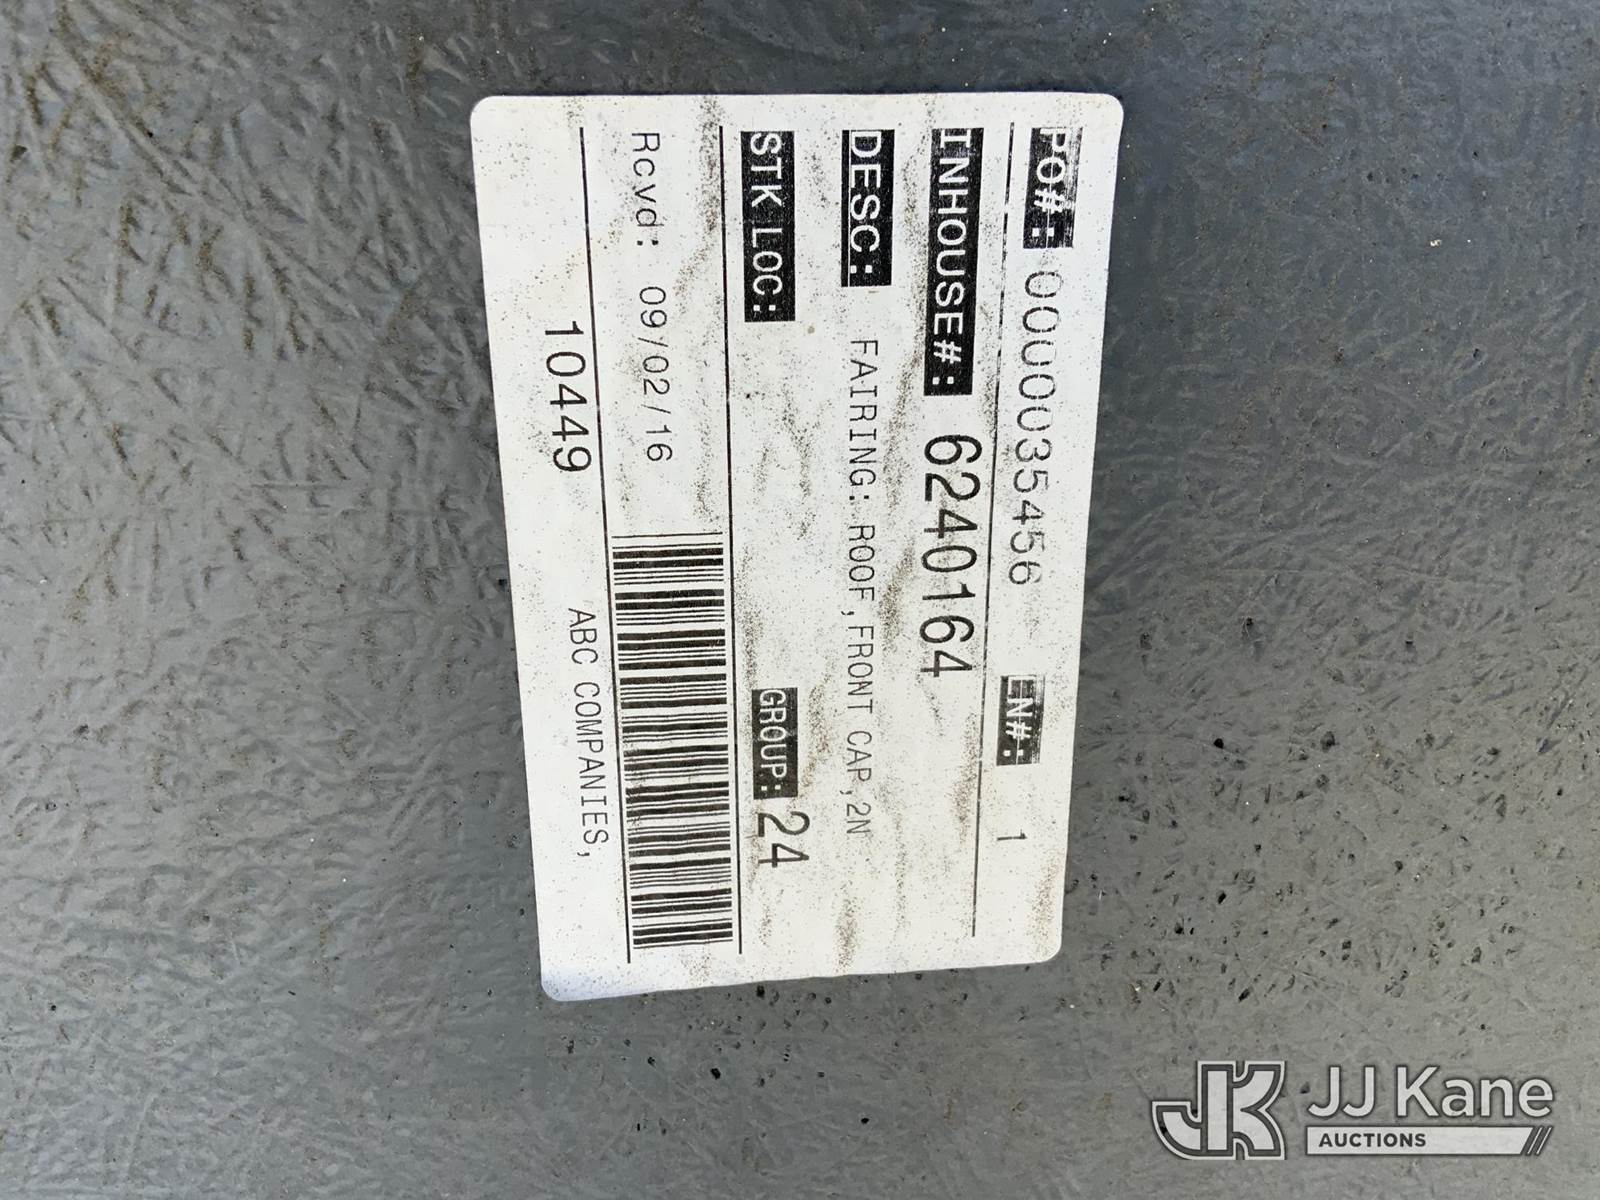 PO#: 0000035456 LN#: 1
INHOUSE#: 6240164
DESC: FAIRING:ROOF,FRONT CAP,2N
STK LOC: GROUP: 24
Rcvd: 09/02/16
10449 ABC COMPANIES,
JK JJ Kane
AUCTIONS